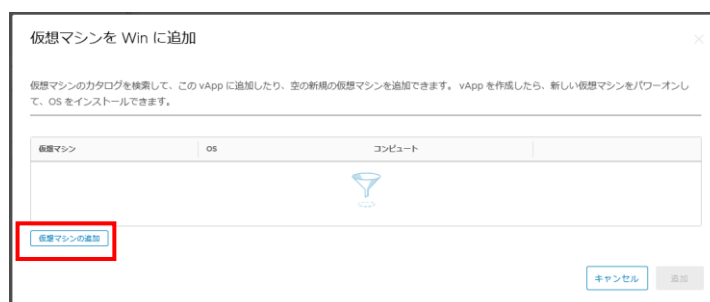 仮想マシンを Win に追加
仮想マシンのカタログを検索して、この vApp に追加したり、空の新規の仮想マシンを追加できます。 vApp を作成したら、新しい仮想マシンをパワーオンし
て、OS をインストールできます。
仮想マシン OS コンピュート
仮想マシンの追加
キャンセル 追加